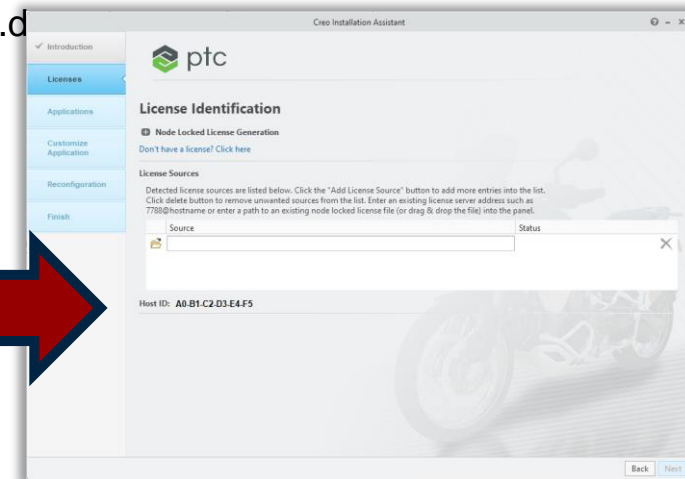 .d
Creo Installation Assistant
✓ Introduction
Licenses
Applications
Customize
Application
Reconfiguration
Finish
ptc
License Identification
Node Locked License Generation
Don't have a license? Click here
License Sources
Detected license sources are listed below. Click the "Add License Source" button to add more entries into the list.
Click delete button to remove unwanted sources from the list. Enter an existing license server address such as
7788@hostname or enter a path to an existing node locked license file (or drag & drop the file) into the panel.
Source Status
Host ID: A0-B1-C2-D3-E4-F5
Back Next